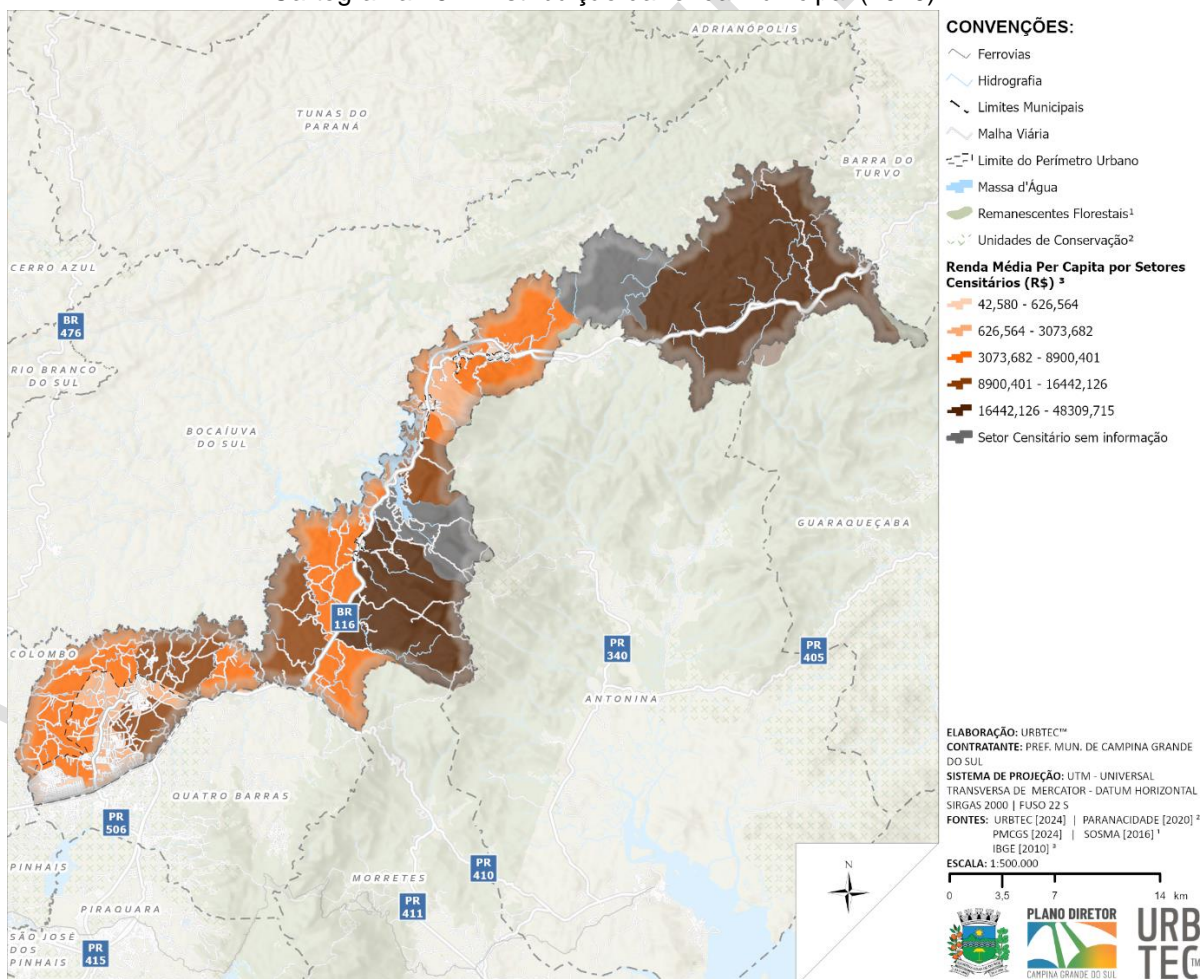 ADRIANÓPOLIS
TUNAS DO
PARANÁ
BARRA DO
TURVO
CERRO AZUL
BR
476
RIO BRANCO
DO SUL
BOCAIÚVA
DO SUL
GUARAQUEÇABA
BR
116
PR
340
PR
405
COLOMBO
ANTONINA
QUATRO BARRAS
PR
506
PINHAIS
PIRAQUARA
MORRETES
PR
410
PR
411
SÃO JOSÉ
DOS
PINHAIS
PR
415
N
CONVENÇÕES:
Ferrovias
Hidrografia
Limites Municipais
Malha Viária
Limite do Perímetro Urbano
Massa d'Água
Remanescentes Florestais¹
Unidades de Conservação²
Renda Média Per Capita por Setores
Censitários (R$) ³
42,580 - 626,564
626,564 - 3073,682
3073,682 - 8900,401
8900,401 - 16442,126
16442,126 - 48309,715
Setor Censitário sem informação
ELABORAÇÃO: URBTEC™
CONTRATANTE: PREF. MUN. DE CAMPINA GRANDE
DO SUL
SISTEMA DE PROJEÇÃO: UTM - UNIVERSAL
TRANSVERSA DE MERCATOR - DATUM HORIZONTAL
SIRGAS 2000 | FUSO 22 S
FONTES: URBTEC [2024] | PARANACIDADE [2020] ²
PMCGS [2024] | SOSMA [2016] ¹
IBGE [2010] ³
ESCALA: 1:500.000
0 3,5 7 14 km
PLANO DIRETOR
CAMPINA GRANDE DO SUL
URB
TEC™